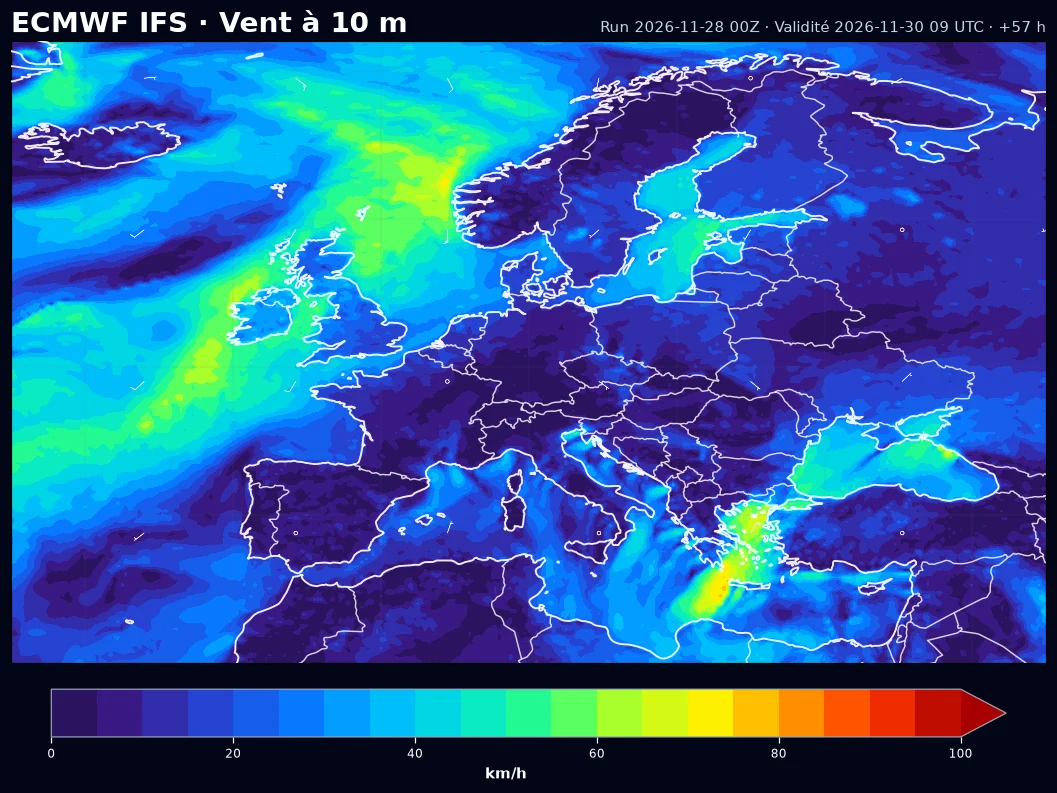 ECMWF IFS · Vent à 10 m
Run 2026-11-28 00Z · Validité 2026-11-30 09 UTC · +57 h
0 20 40 60 80 100
km/h